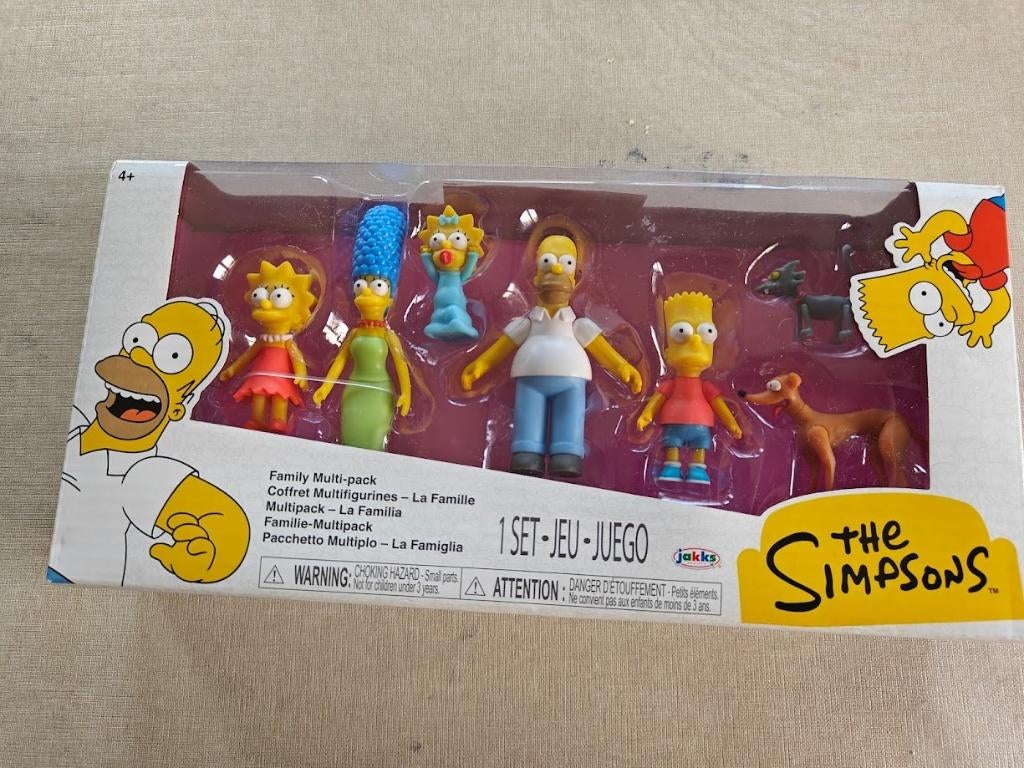 4+
Family Multi-pack
Coffret Multifigurines – La Famille
Multipack – La Familia
Familie-Multipack
Pacchetto Multiplo – La Famiglia
1 SET - JEU - JUEGO
jakks
THE
SIMPSONS TM
WARNING: CHOKING HAZARD - Small parts.
Not for children under 3 years.
ATTENTION : DANGER D'ÉTOUFFEMENT - Petits éléments.
Ne convient pas aux enfants de moins de 3 ans.